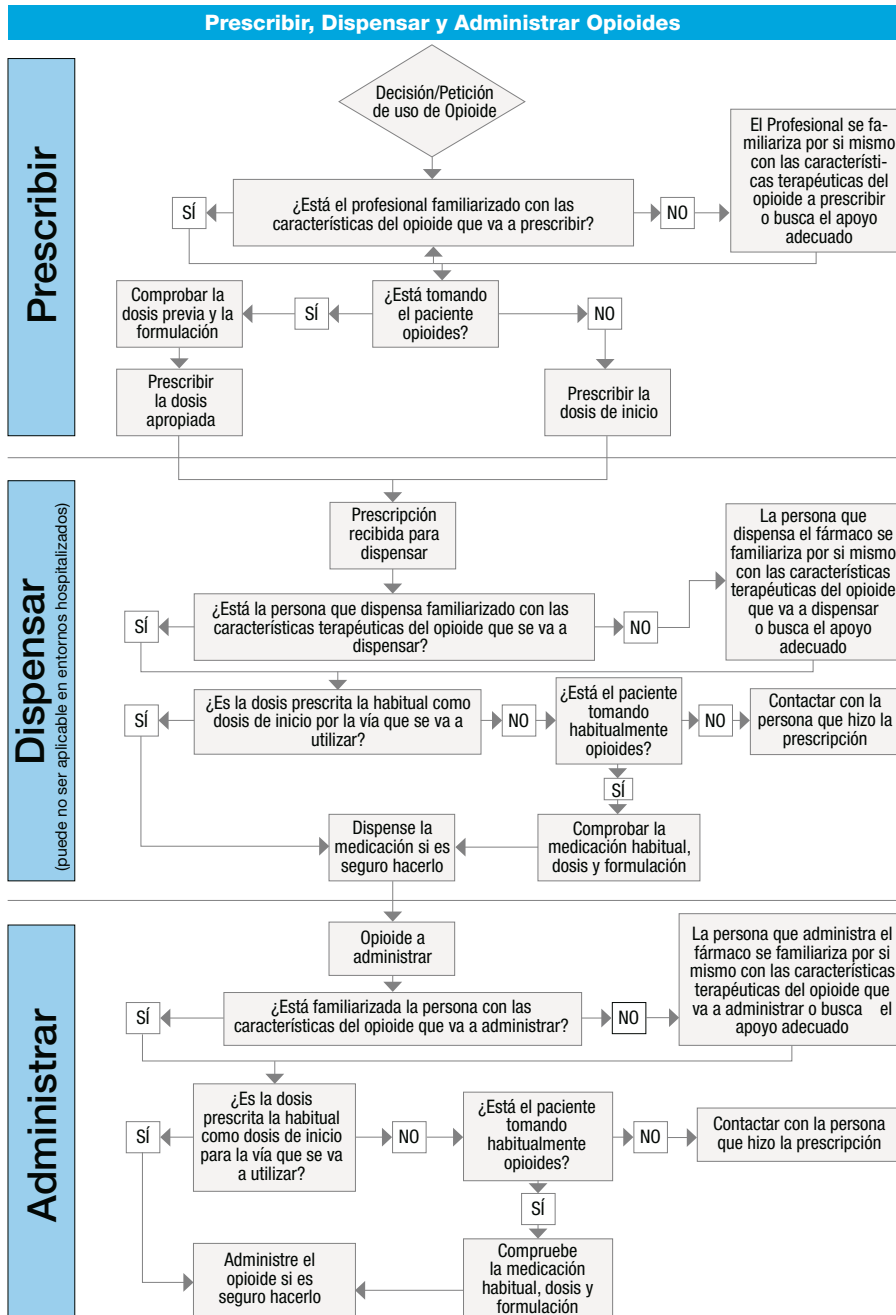 Prescribir, Dispensar y Administrar Opioides
Prescribir
Decisión/Petición
de uso de Opioide
¿Está el profesional familiarizado con las
características del opioide que va a prescribir?
SÍ
NO
El Profesional se fa-
miliariza por si mismo
con las característi-
cas terapéuticas del
opioide a prescribir
o busca el apoyo
adecuado
¿Está tomando
el paciente
opioides?
SÍ
NO
Comprobar la
dosis previa y la
formulación
Prescribir
la dosis
apropiada
Prescribir la
dosis de inicio
Dispensar
(puede no ser aplicable en entornos hospitalizados)
Prescripción
recibida para
dispensar
¿Está la persona que dispensa familiarizado con las
características terapéuticas del opioide que se va a
dispensar?
SÍ
NO
La persona que
dispensa el fármaco se
familiariza por si mismo
con las características
terapéuticas del opioide
que va a dispensar
o busca el apoyo
adecuado
¿Es la dosis prescrita la habitual como
dosis de inicio por la vía que se va a
utilizar?
SÍ
NO
¿Está el paciente
tomando
habitualmente
opioides?
NO
Contactar con la
persona que hizo la
prescripción
SÍ
Comprobar la
medicación habitual,
dosis y formulación
Dispense la
medicación si es
seguro hacerlo
Administrar
Opioide a
administrar
¿Está familiarizada la persona con las
características del opioide que va a administrar?
SÍ
NO
La persona que administra el
fármaco se familiariza por si
mismo con las características
terapéuticas del opioide que
va a administrar o busca el
apoyo adecuado
¿Es la dosis
prescrita la habitual
como dosis de inicio
para la vía que se va
a utilizar?
SÍ
NO
¿Está el paciente
tomando
habitualmente
opioides?
NO
Contactar con la persona
que hizo la prescripción
SÍ
Compruebe
la medicación
habitual, dosis y
formulación
Administre el
opioide si es
seguro hacerlo